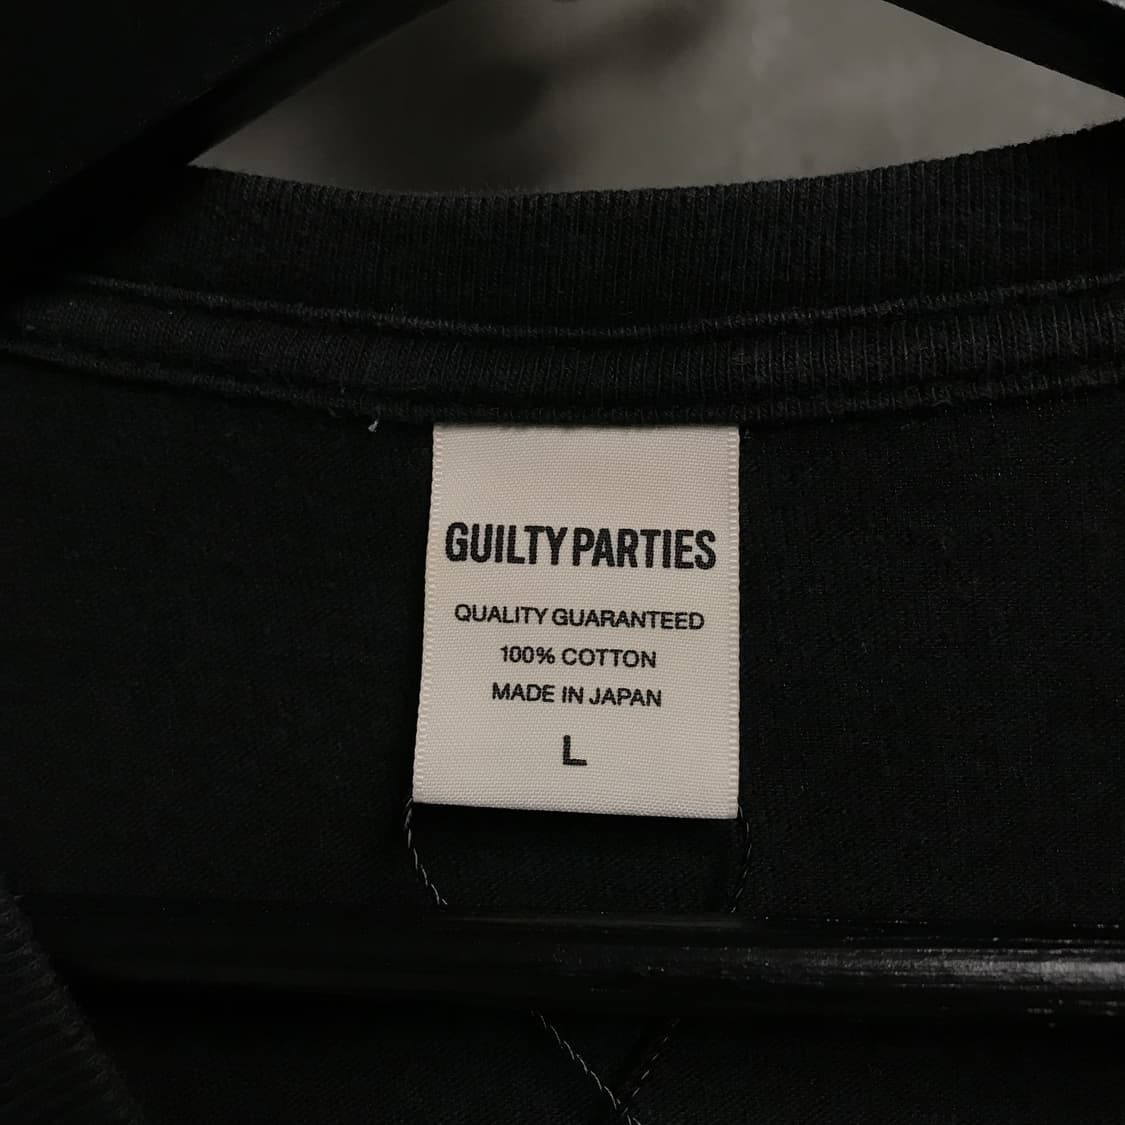 GUILTY PARTIES
QUALITY GUARANTEED
100% COTTON
MADE IN JAPAN
L